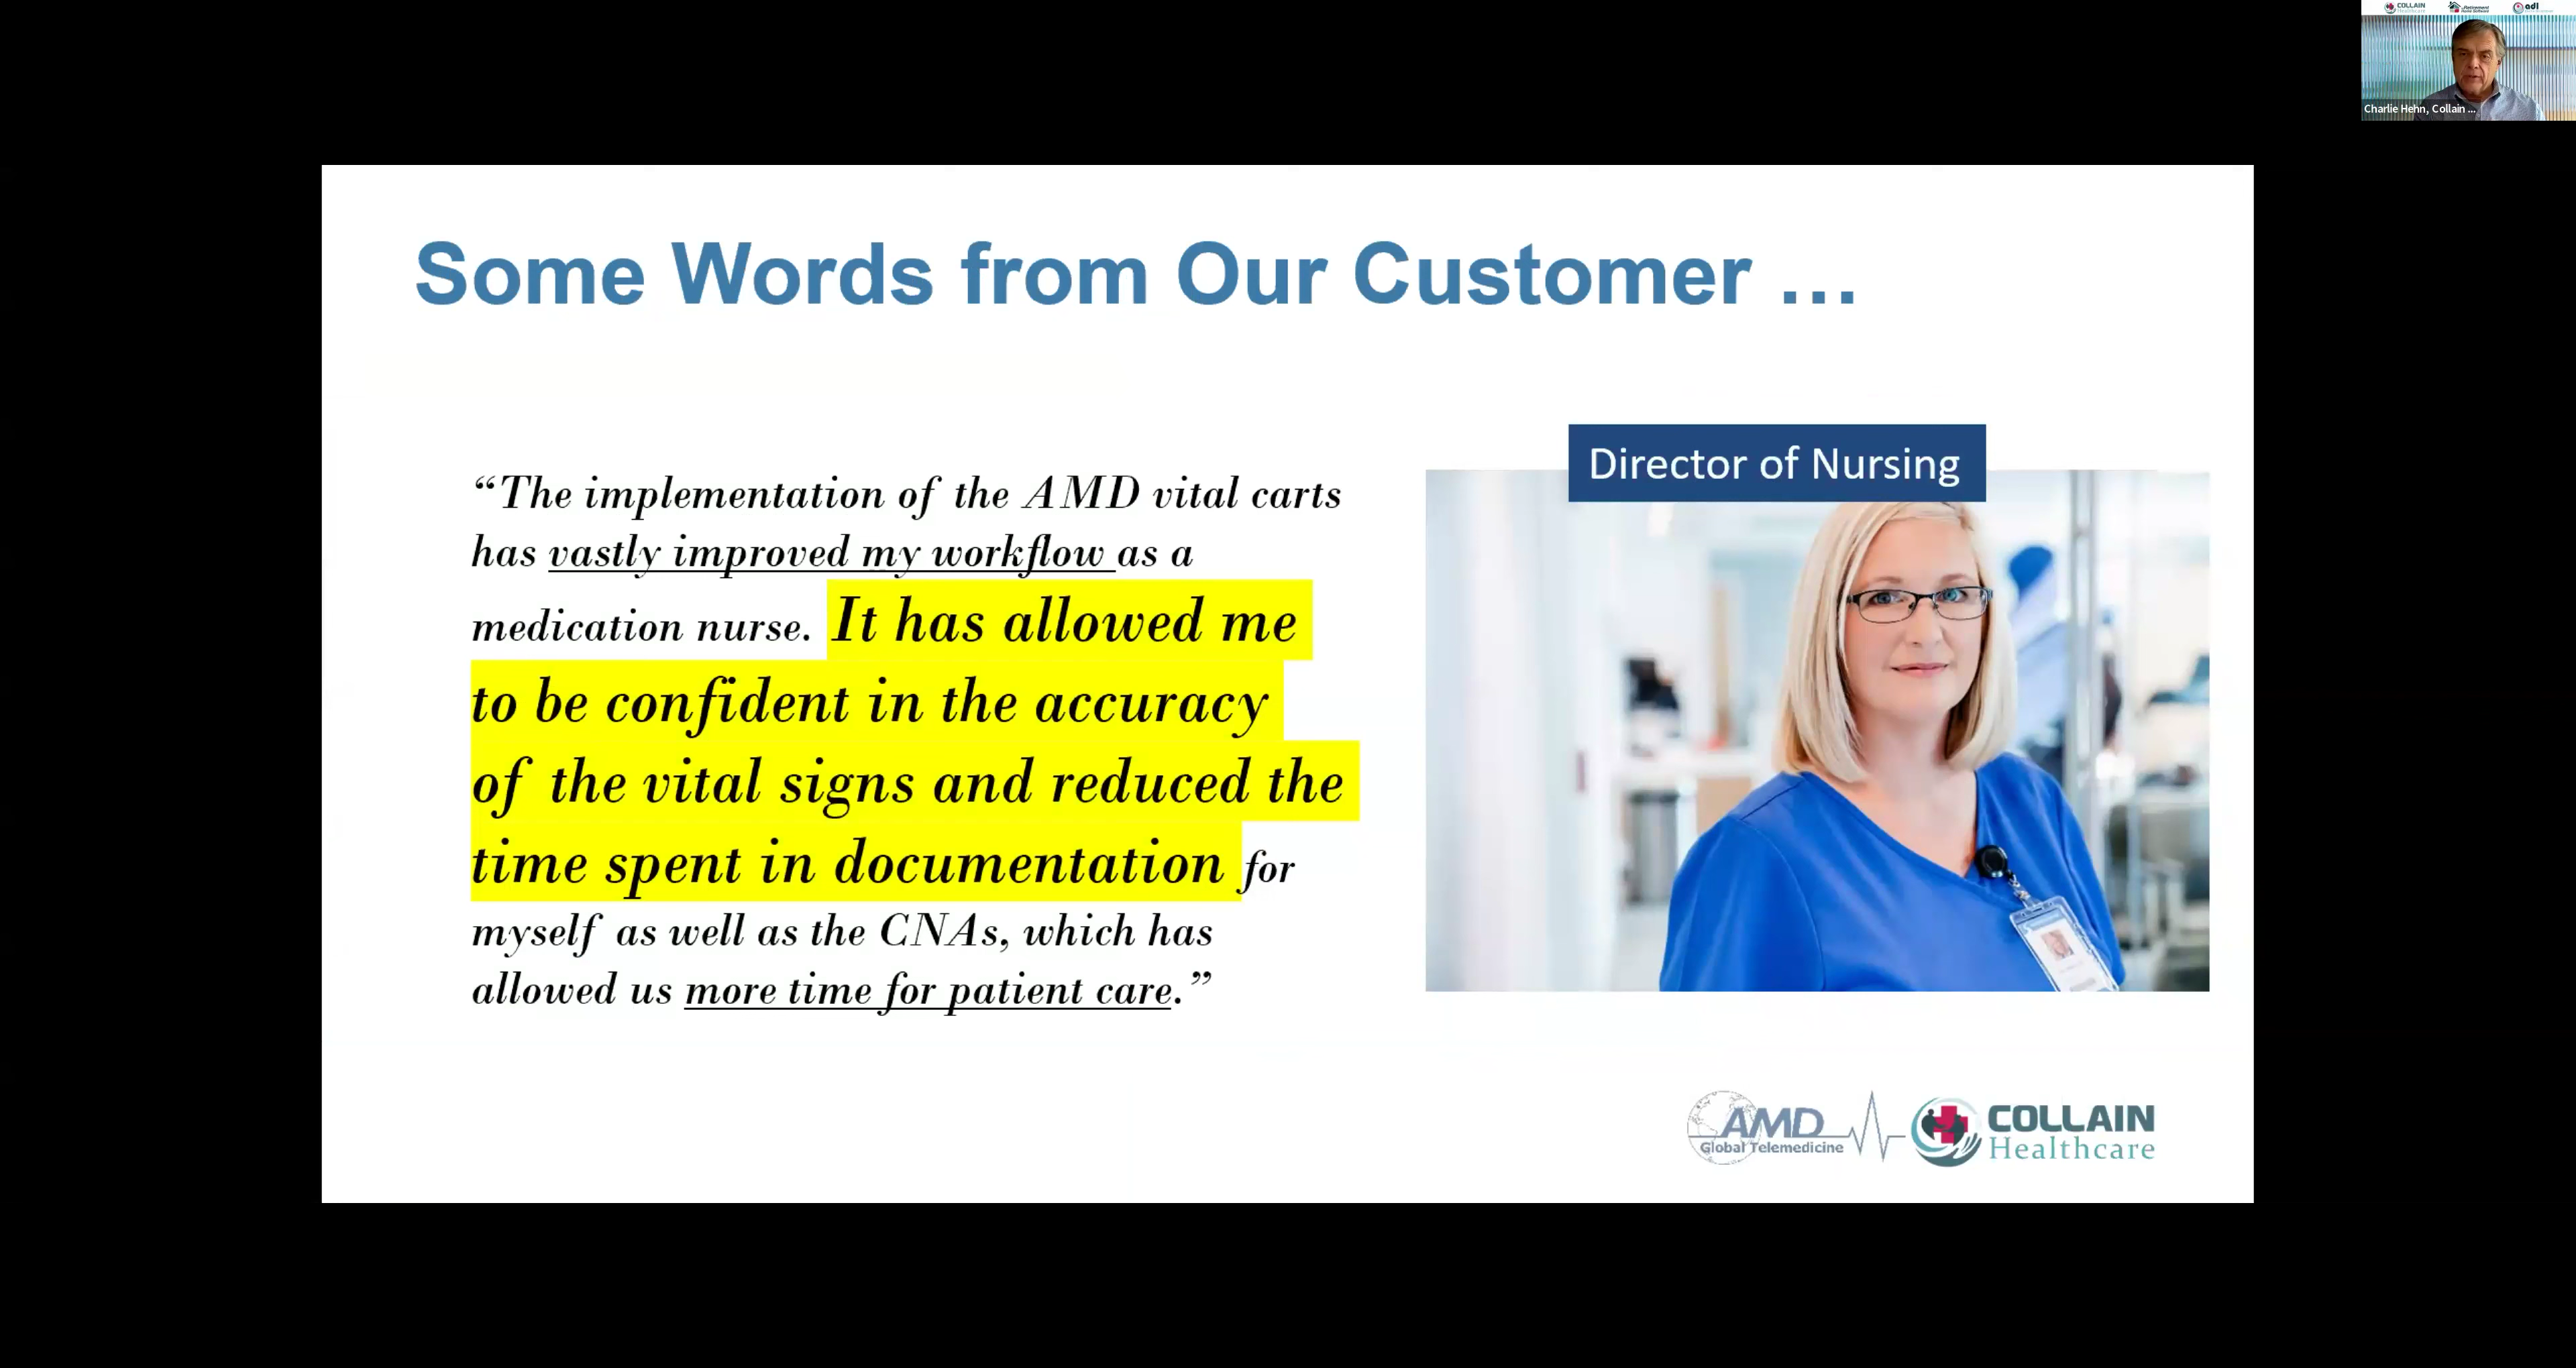 COLLAIN
Healthcare
adl
Charlie Hehn, Collain ...
Some Words from Our Customer ...
“The implementation of the AMD vital carts
has vastly improved my workflow as a
medication nurse. It has allowed me
to be confident in the accuracy
of the vital signs and reduced the
time spent in documentation for
myself as well as the CNAs, which has
allowed us more time for patient care.”
Director of Nursing
AMD
Global Telemedicine
COLLAIN
Healthcare